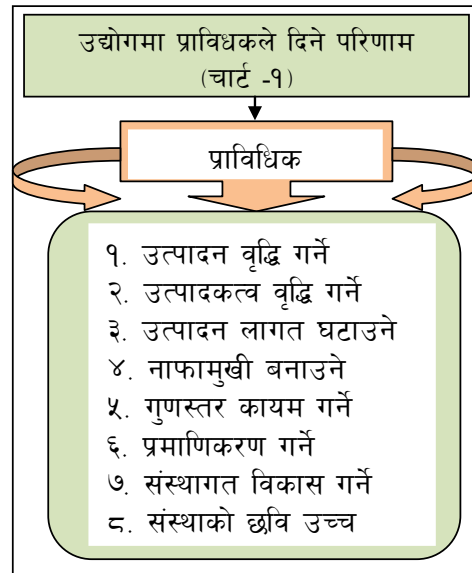 उद्योगमा प्राविधकले दिने परिणाम
(चार्ट -१)
प्राविधिक
१. उत्पादन वृद्धि गर्ने
२. उत्पादकत्व वृद्धि गर्ने
३. उत्पादन लागत घटाउने
४. नाफामुखी बनाउने
५. गुणस्तर कायम गर्ने
६. प्रमाणिकरण गर्ने
७. संस्थागत विकास गर्ने
८. संस्थाको छवि उच्च